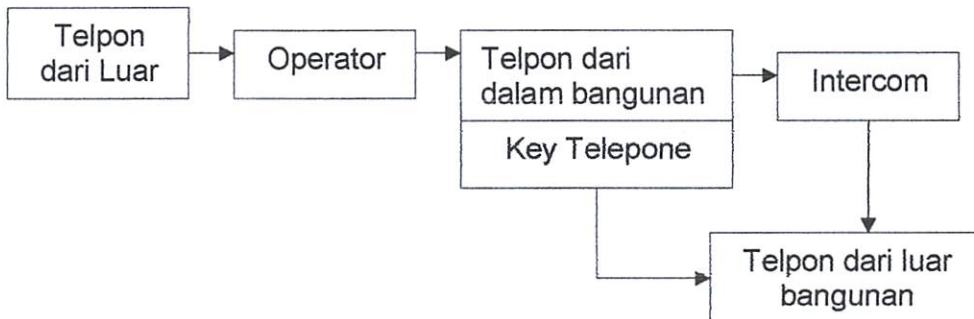 Telpon
dari Luar
Operator
Telpon dari
dalam bangunan
Key Telepone
Intercom
Telpon dari luar
bangunan